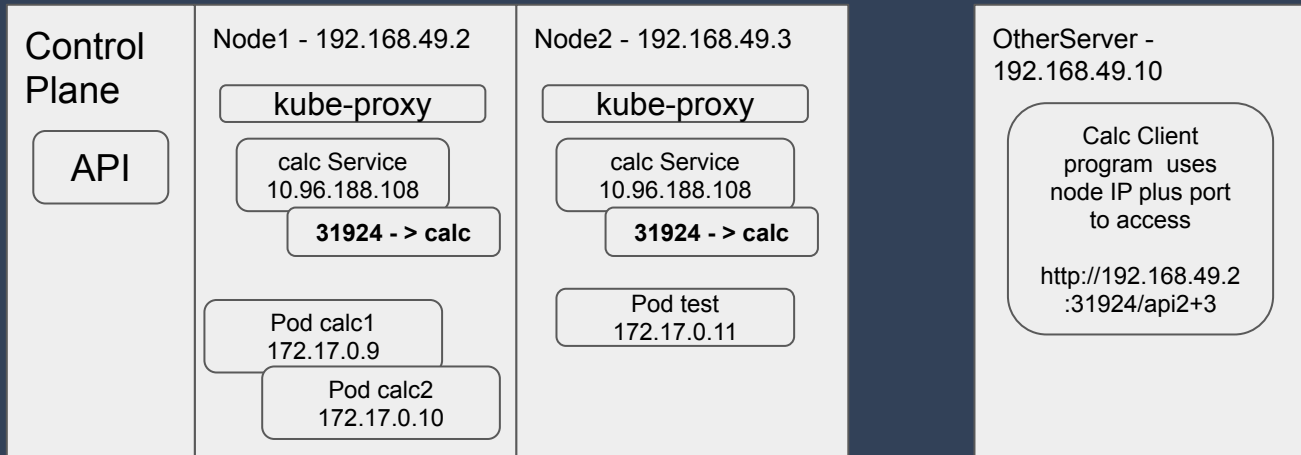 Control
Plane
API
Node1 - 192.168.49.2
kube-proxy
calc Service
10.96.188.108
31924 - > calc
Pod calc1
172.17.0.9
Pod calc2
172.17.0.10
Node2 - 192.168.49.3
kube-proxy
calc Service
10.96.188.108
31924 - > calc
Pod test
172.17.0.11
OtherServer -
192.168.49.10
Calc Client
program uses
node IP plus port
to access
http://192.168.49.2
:31924/api2+3